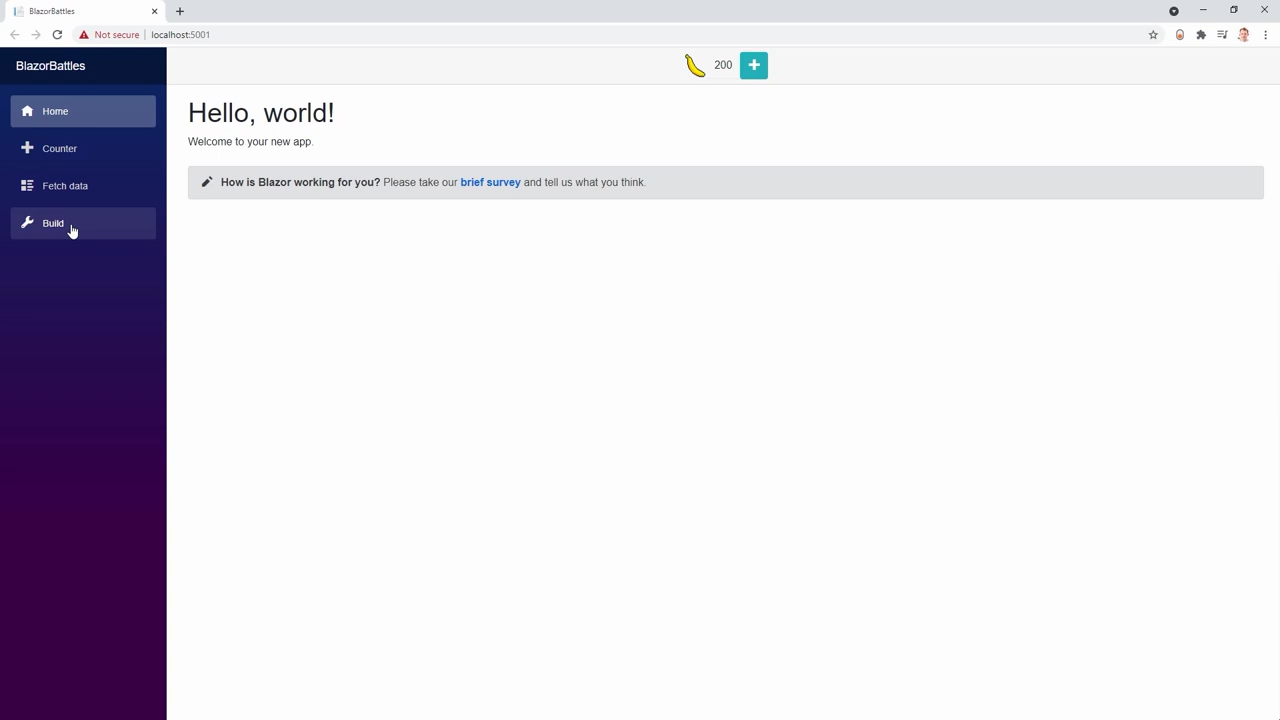 BlazorBattles
Not secure
localhost:5001
BlazorBattles
200
Home
Counter
Fetch data
Build
Hello, world!
Welcome to your new app.
How is Blazor working for you? Please take our brief survey and tell us what you think.